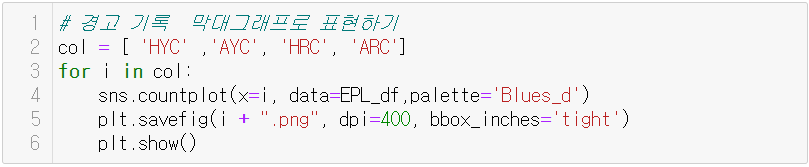 1 # 경고 기록  막대그래프로 표현하기
2 col = [ 'HYC' ,'AYC', 'HRC', 'ARC']
3 for i in col:
4     sns.countplot(x=i, data=EPL_df,palette='Blues_d')
5     plt.savefig(i + ".png", dpi=400, bbox_inches='tight')
6     plt.show()